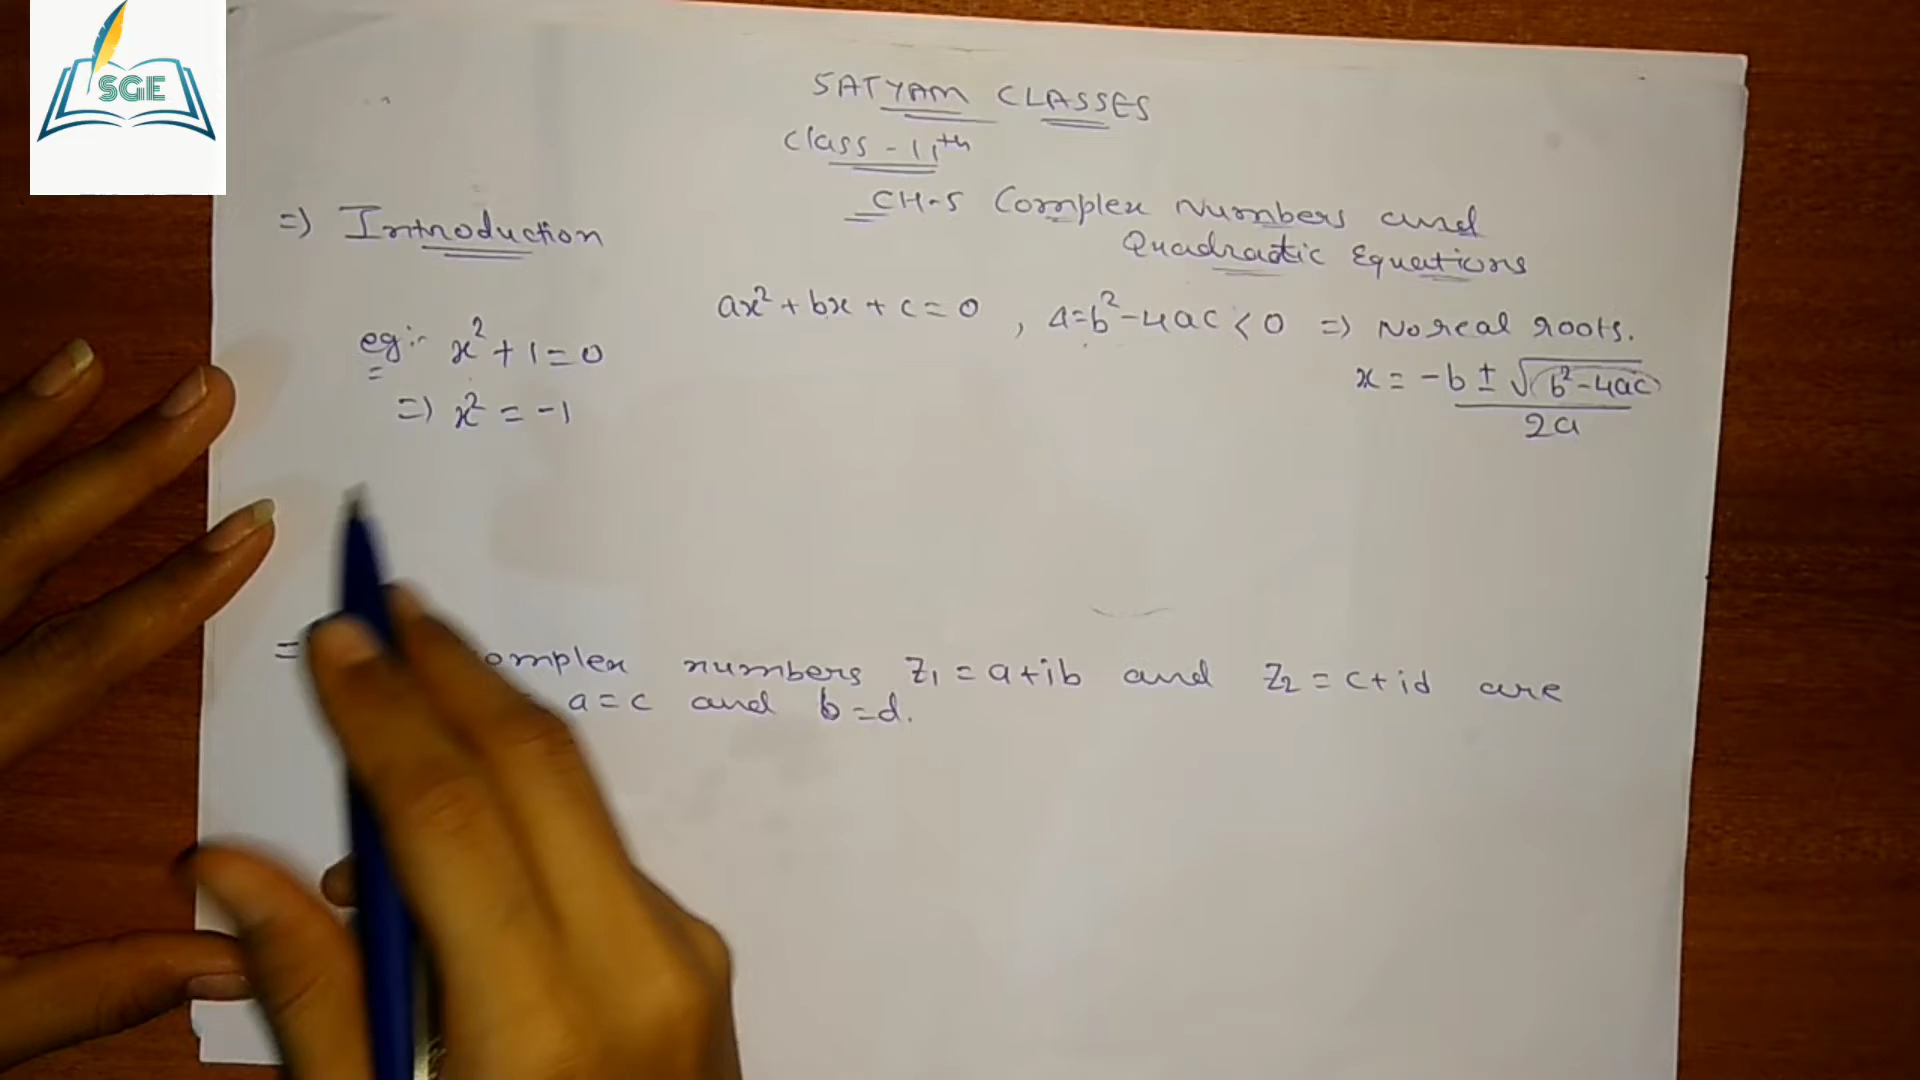 SGE
SATYAM CLASSES
Class - 11th
CH-5 Complex Numbers and
Quadratic Equations
=> Introduction
ax² + bx + c = 0 , Δ=b²-4ac < 0 => No real roots.
eg:- x² + 1 = 0
x = -b ± √(b²-4ac)
2a
=> x² = -1
omplex numbers Z₁ = a+ib and Z₂ = c+id are
a=c and b=d.